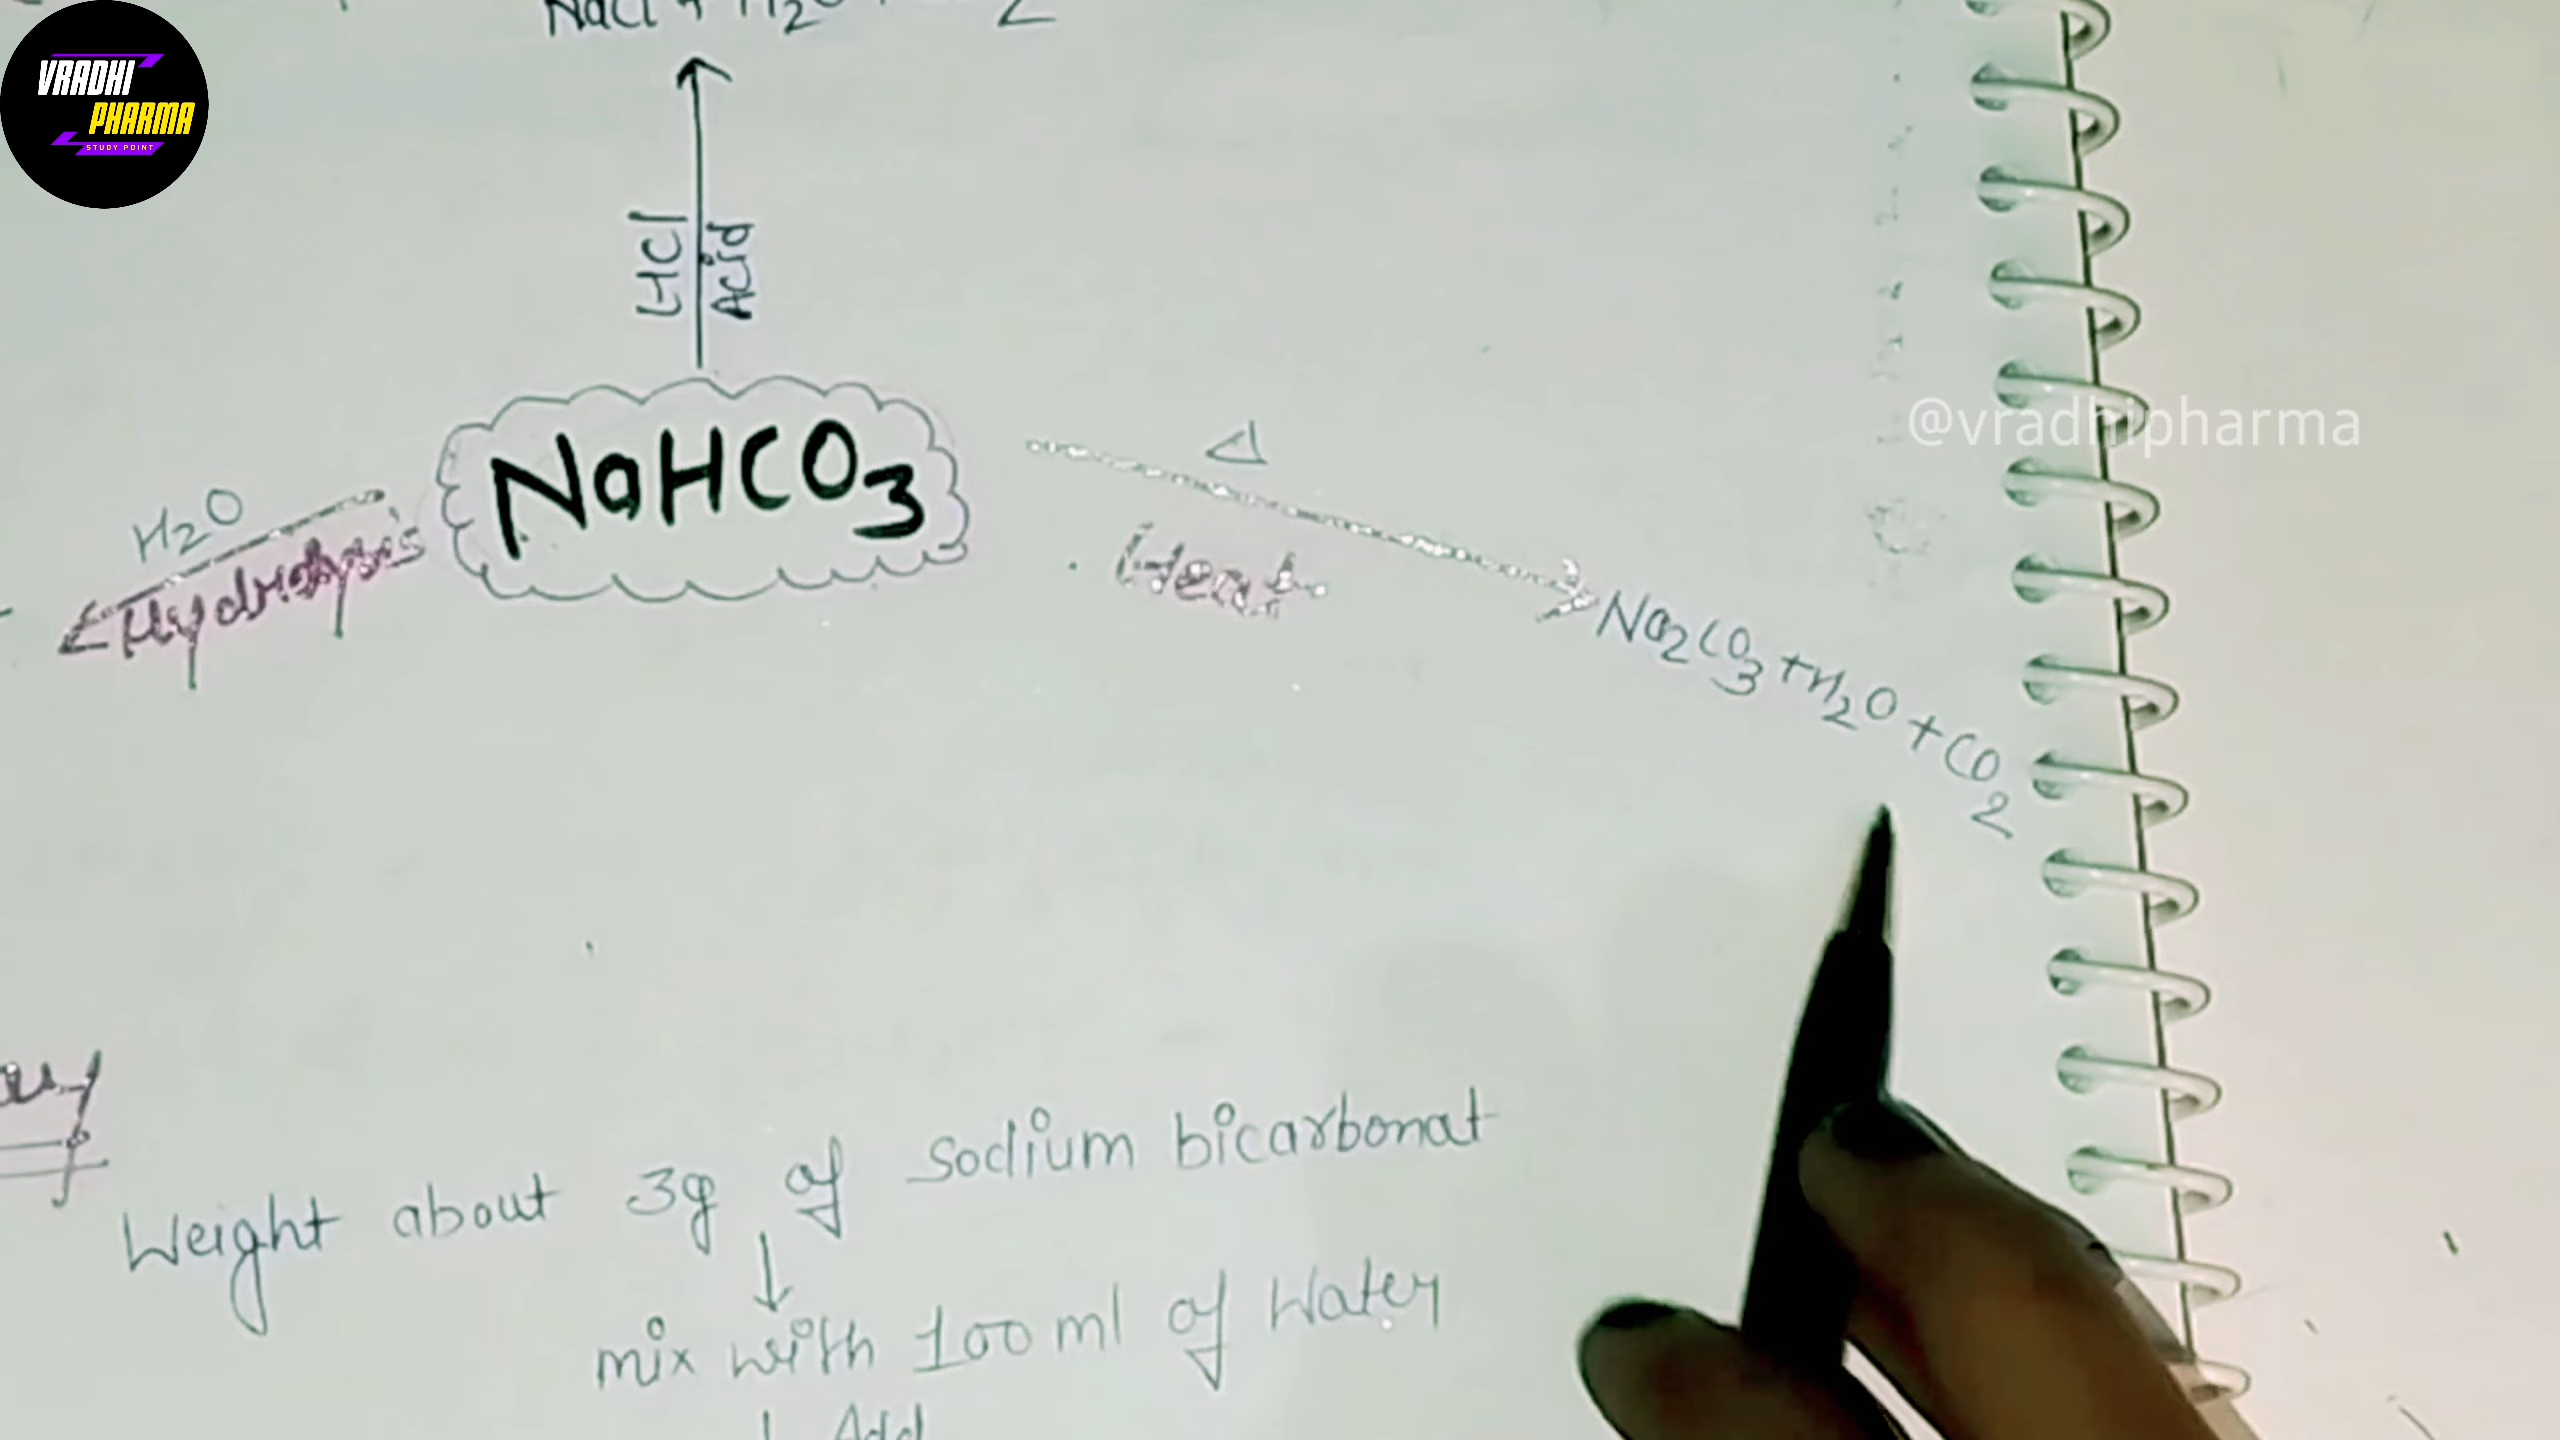 VRADHI
PHARMA
STUDY POINT
NaCl + H2O
HCl
Acid
NaHCO3
H2O
Hydrolysis
Δ
Heat
Na2CO3 + H2O + CO2
@vradhipharma
Weight about 3g of sodium bicarbonat
↓
mix with 100 ml of Water
↓ Add